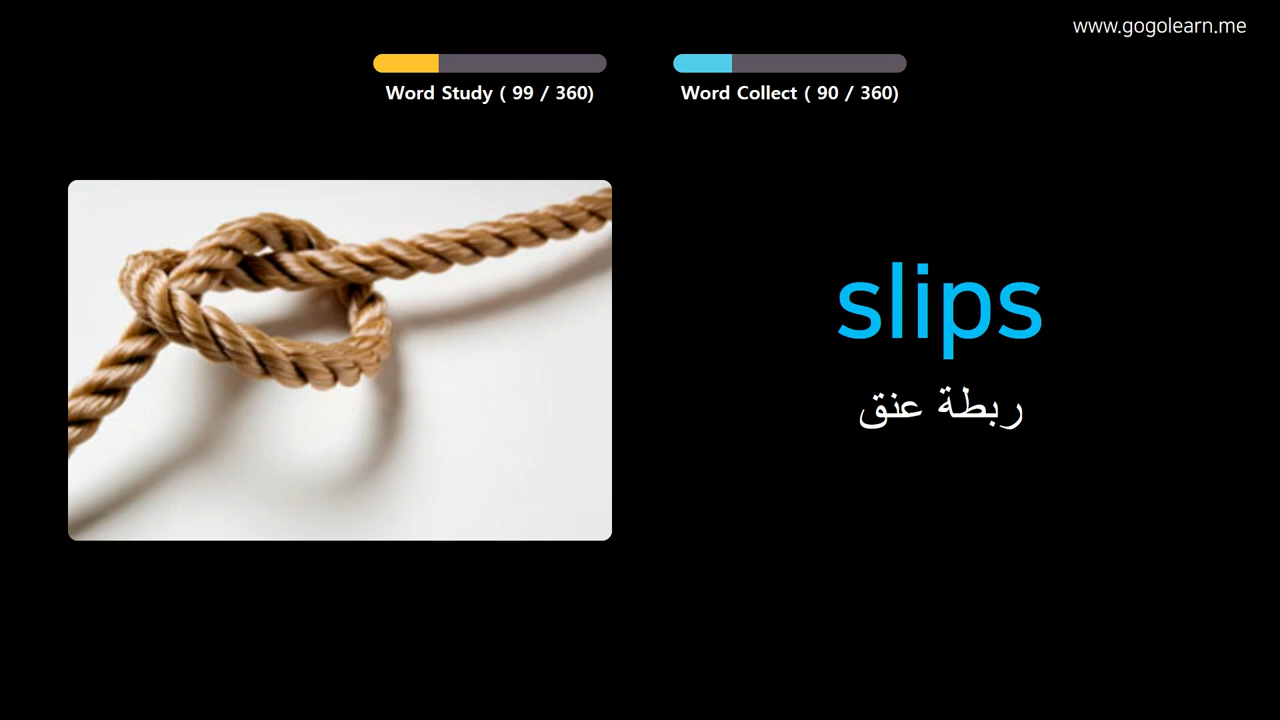 www.gogolearn.me
Word Study ( 99 / 360)
Word Collect ( 90 / 360)
slips
ربطة عنق